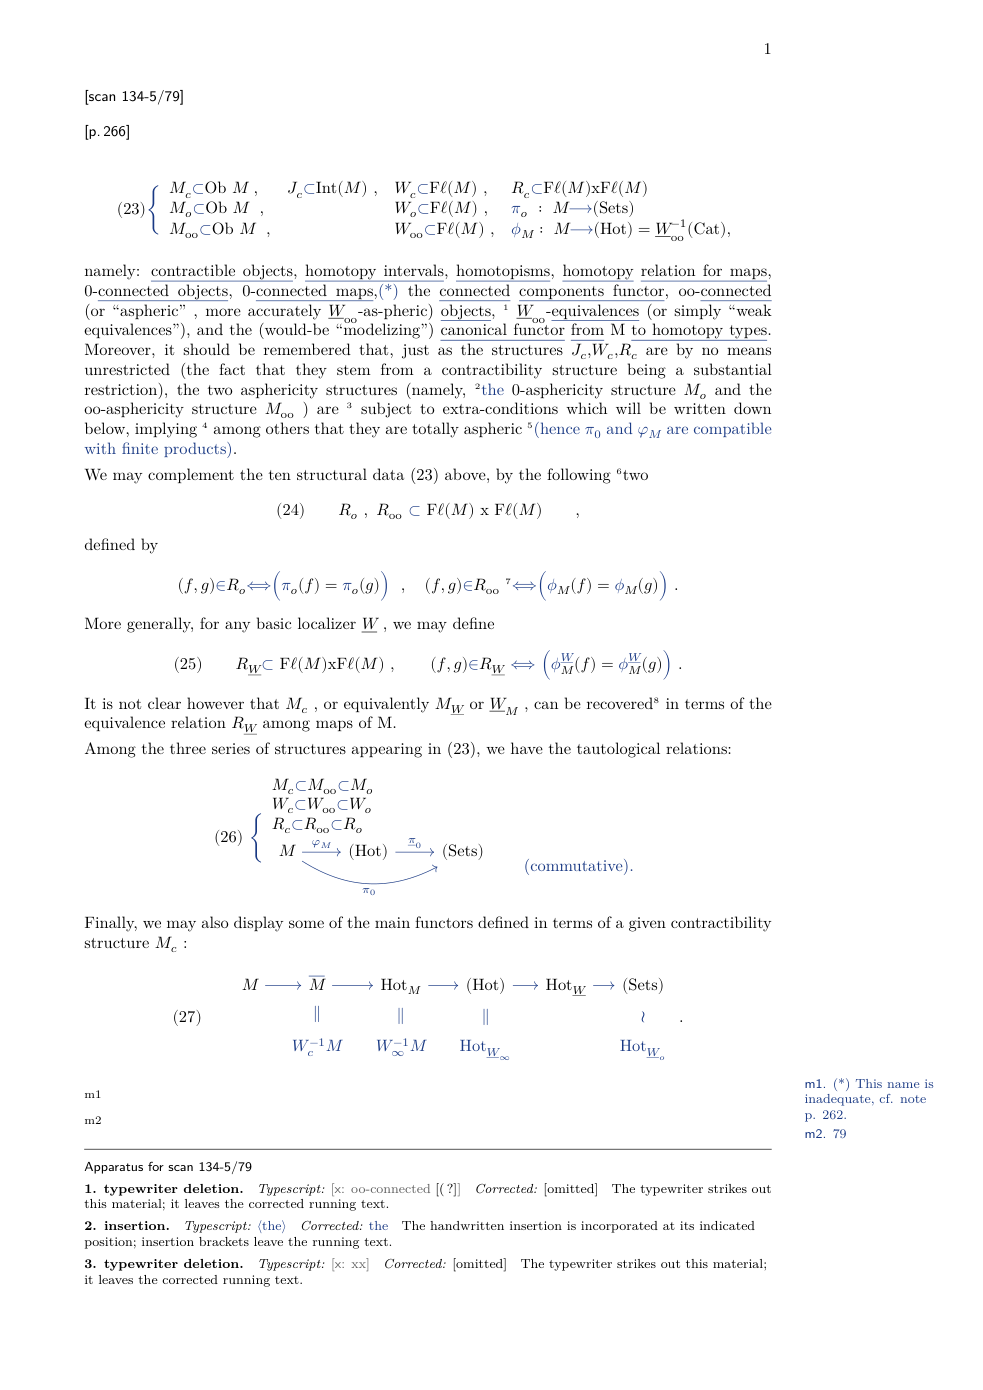 1
[scan 134-5/79]
[p. 266]
(23) { M_c⊂Ob M , J_c⊂Int(M) , W_c⊂Fℓ(M) , R_c⊂Fℓ(M)xFℓ(M)
M_o⊂Ob M , W_o⊂Fℓ(M) , π_o : M⟶(Sets)
M_oo⊂Ob M , W_oo⊂Fℓ(M) , ϕ_M : M⟶(Hot) = W_oo^{-1}(Cat),
namely: contractible objects, homotopy intervals, homotopisms, homotopy relation for maps,
0-connected objects, 0-connected maps,(*) the connected components functor, oo-connected
(or “aspheric” , more accurately W_oo-as-pheric) objects, ¹ W_oo-equivalences (or simply “weak
equivalences”), and the (would-be “modelizing”) canonical functor from M to homotopy types.
Moreover, it should be remembered that, just as the structures J_c,W_c,R_c are by no means
unrestricted (the fact that they stem from a contractibility structure being a substantial
restriction), the two asphericity structures (namely, ²the 0-asphericity structure M_o and the
oo-asphericity structure M_oo ) are ³ subject to extra-conditions which will be written down
below, implying ⁴ among others that they are totally aspheric ⁵(hence π_0 and φ_M are compatible
with finite products).
We may complement the ten structural data (23) above, by the following ⁶two
(24) R_o , R_oo ⊂ Fℓ(M) x Fℓ(M) ,
defined by
(f, g)∈R_o⟺(π_o(f) = π_o(g)) , (f, g)∈R_oo ⁷⟺(ϕ_M(f) = ϕ_M(g)) .
More generally, for any basic localizer W , we may define
(25) R_W⊂ Fℓ(M)xFℓ(M) , (f, g)∈R_W ⟺ (ϕ_M^W(f) = ϕ_M^W(g)) .
It is not clear however that M_c , or equivalently M_W or W_M , can be recovered⁸ in terms of the
equivalence relation R_W among maps of M.
Among the three series of structures appearing in (23), we have the tautological relations:
M_c⊂M_oo⊂M_o
W_c⊂W_oo⊂W_o
(26) { R_c⊂R_oo⊂R_o
M ⟶^{φ_M} (Hot) ⟶^{π_0} (Sets)
(commutative).
π_0
Finally, we may also display some of the main functors defined in terms of a given contractibility
structure M_c :
M ⟶ M̅ ⟶ Hot_M ⟶ (Hot) ⟶ Hot_W ⟶ (Sets)
(27) ∥ ∥ ∥ ≀ .
W_c^{-1}M W_∞^{-1}M Hot_{W_∞} Hot_{W_o}
m1
m2
m1. (*) This name is
inadequate, cf. note
p. 262.
m2. 79
Apparatus for scan 134-5/79
1. typewriter deletion. Typescript: [x: oo-connected [(?]] Corrected: [omitted] The typewriter strikes out
this material; it leaves the corrected running text.
2. insertion. Typescript: ⟨the⟩ Corrected: the The handwritten insertion is incorporated at its indicated
position; insertion brackets leave the running text.
3. typewriter deletion. Typescript: [x: xx] Corrected: [omitted] The typewriter strikes out this material;
it leaves the corrected running text.